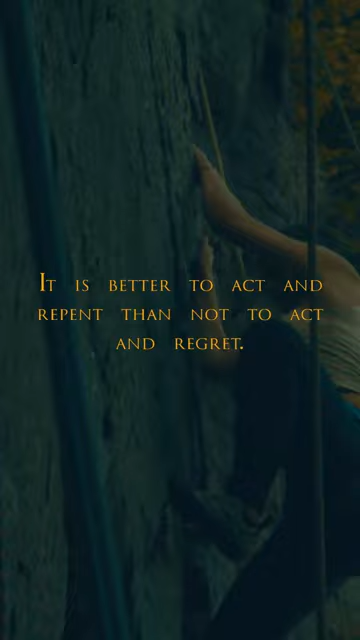 It is better to act and
repent than not to act
and regret.